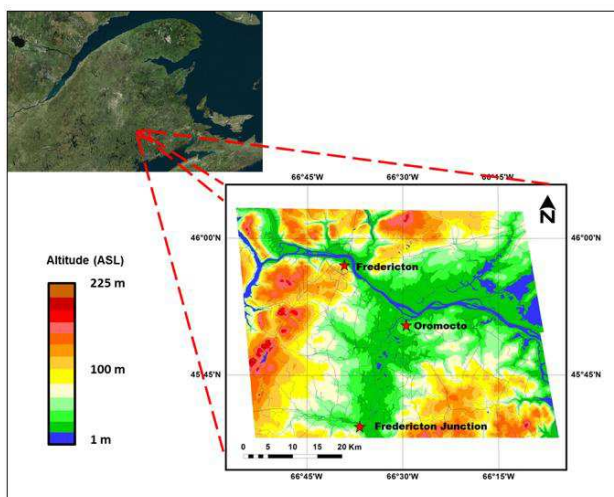 66°45'W 66°30'W 66°15'W
N
46°00' 46°00'
Fredericton
Oromocto
45°45' 45°45'
Fredericton Junction
0 5 10 20 Km
66°45'W 66°30'W 66°15'W
Altitude (ASL)
225 m
100 m
1 m